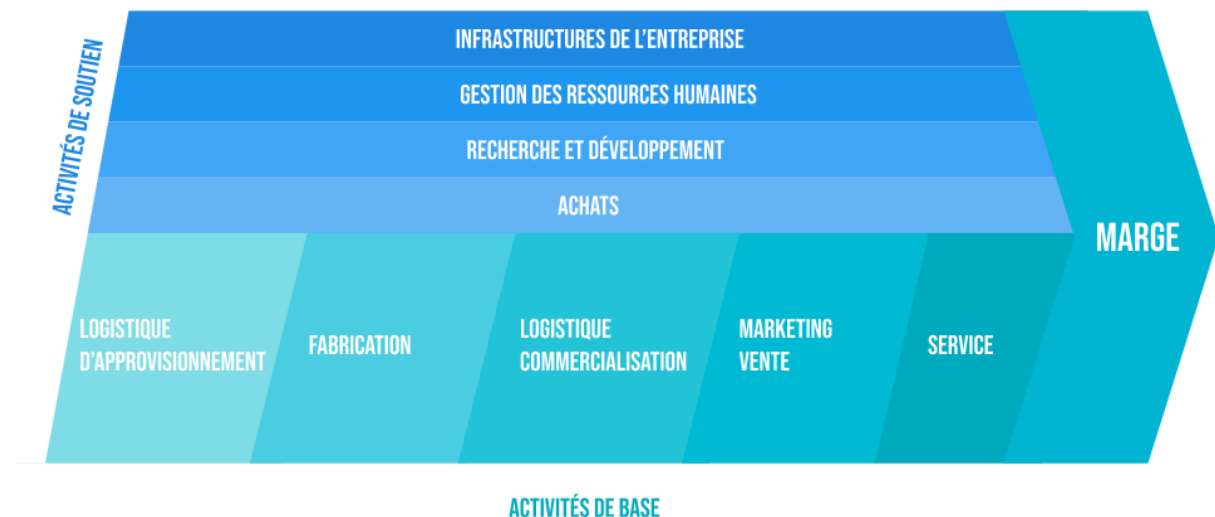 ACTIVITÉS DE SOUTIEN
INFRASTRUCTURES DE L'ENTREPRISE
GESTION DES RESSOURCES HUMAINES
RECHERCHE ET DÉVELOPPEMENT
ACHATS
LOGISTIQUE
D'APPROVISIONNEMENT
FABRICATION
LOGISTIQUE
COMMERCIALISATION
MARKETING
VENTE
SERVICE
MARGE
ACTIVITÉS DE BASE